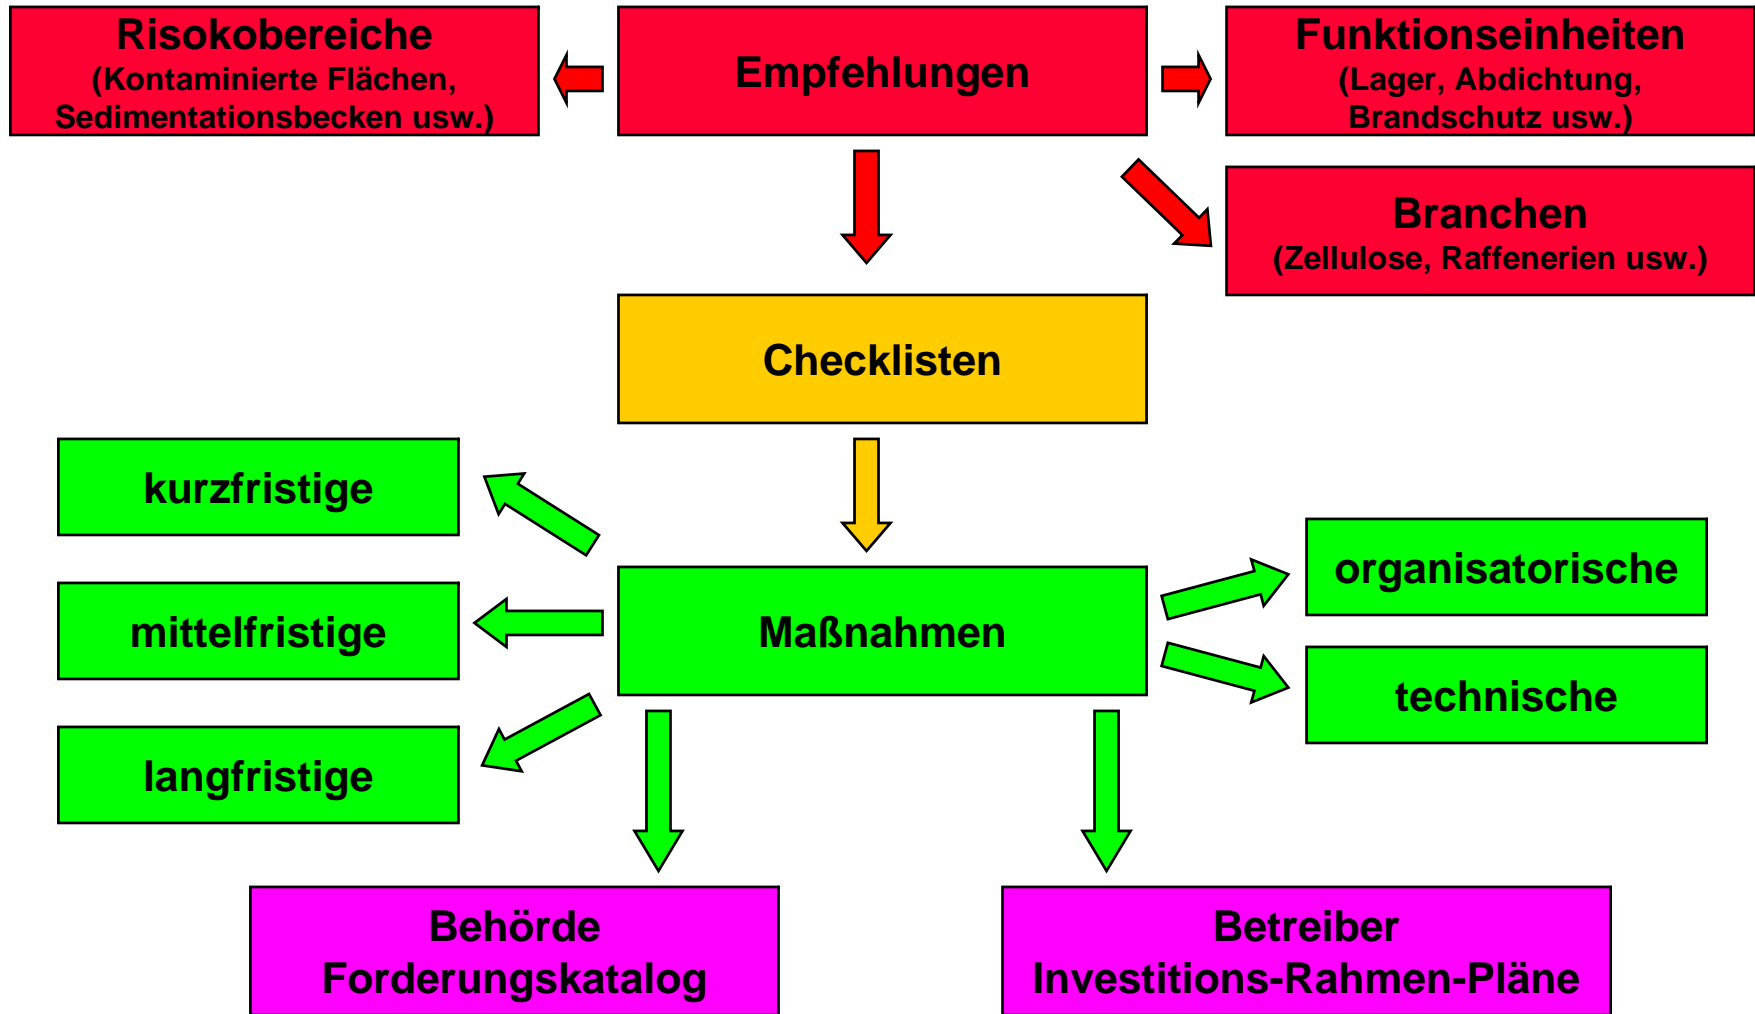 Risokobereiche
(Kontaminierte Flächen,
Sedimentationsbecken usw.)
Empfehlungen
Funktionseinheiten
(Lager, Abdichtung,
Brandschutz usw.)
Branchen
(Zellulose, Raffenerien usw.)
Checklisten
kurzfristige
mittelfristige
langfristige
Maßnahmen
organisatorische
technische
Behörde
Forderungskatalog
Betreiber
Investitions-Rahmen-Pläne